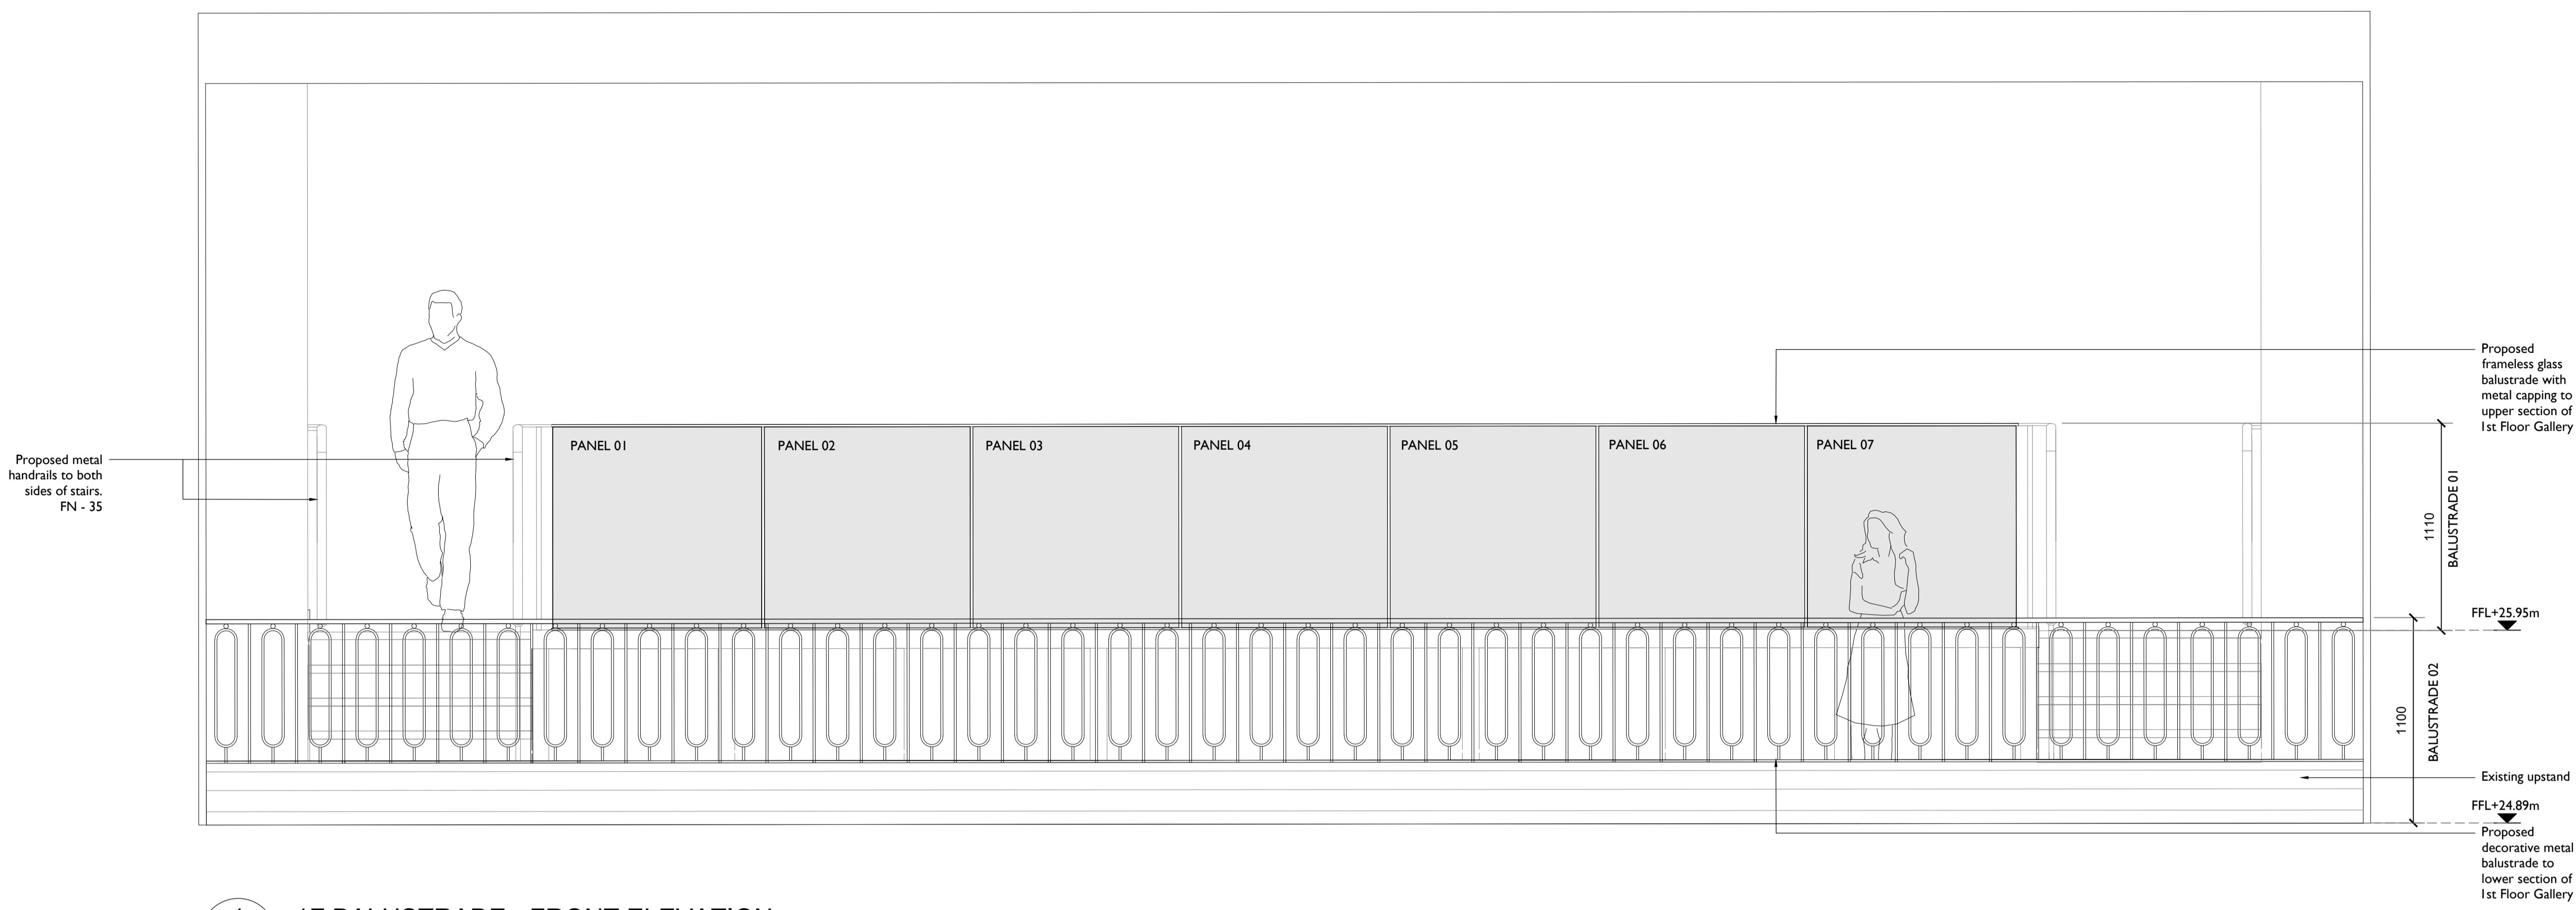 Proposed
frameless glass
balustrade with
metal capping to
upper section of
1st Floor Gallery
PANEL 01
PANEL 02
PANEL 03
PANEL 04
PANEL 05
PANEL 06
PANEL 07
Proposed metal
handrails to both
sides of stairs.
FN - 35
1110
BALUSTRADE 01
FFL+25.95m
1100
BALUSTRADE 02
Existing upstand
FFL+24.89m
Proposed
decorative metal
balustrade to
lower section of
1st Floor Gallery
BALUSTRADE - FRONT ELEVATION